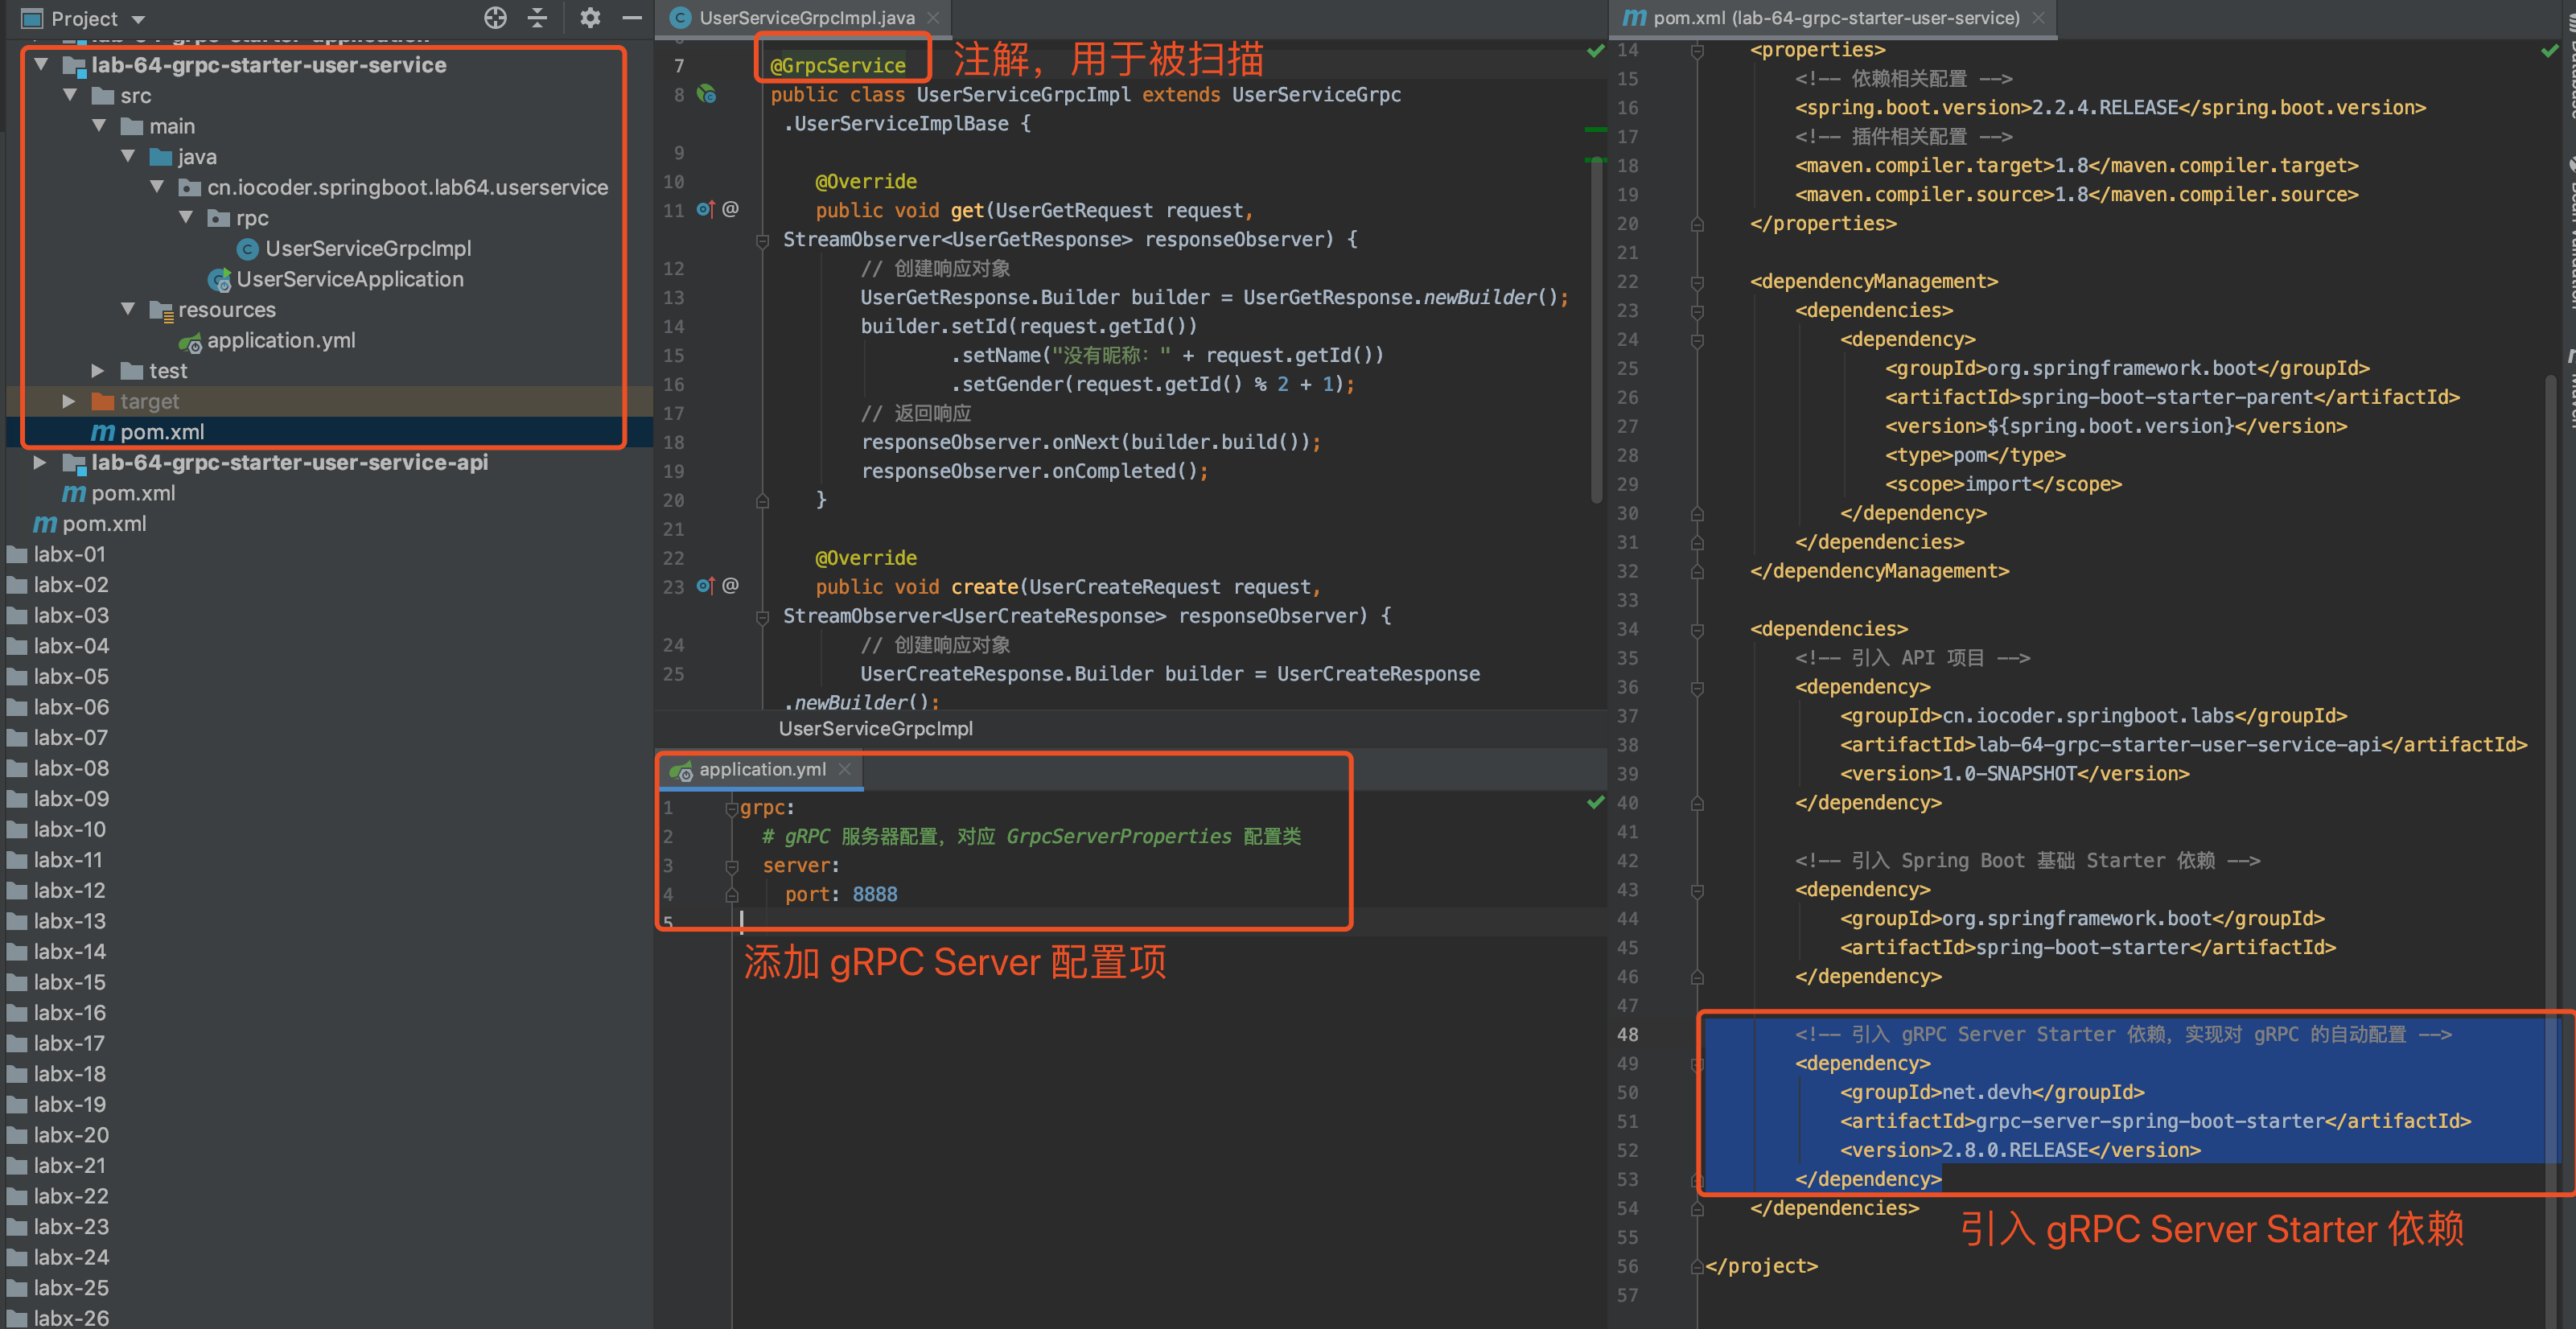 Project
lab-64-grpc-starter-user-service
src
main
java
cn.iocoder.springboot.lab64.userservice
rpc
UserServiceGrpcImpl
UserServiceApplication
resources
application.yml
test
target
pom.xml
lab-64-grpc-starter-user-service-api
pom.xml
pom.xml
labx-01
labx-02
labx-03
labx-04
labx-05
labx-06
labx-07
labx-08
labx-09
labx-10
labx-11
labx-12
labx-13
labx-14
labx-15
labx-16
labx-17
labx-18
labx-19
labx-20
labx-21
labx-22
labx-23
labx-24
labx-25
labx-26
UserServiceGrpcImpl.java
7 @GrpcService 注解，用于被扫描
8 public class UserServiceGrpcImpl extends UserServiceGrpc
.UserServiceImplBase {
9
10 @Override
11 @ public void get(UserGetRequest request,
StreamObserver<UserGetResponse> responseObserver) {
12 // 创建响应对象
13 UserGetResponse.Builder builder = UserGetResponse.newBuilder();
14 builder.setId(request.getId())
15 .setName("没有昵称：" + request.getId())
16 .setGender(request.getId() % 2 + 1);
17 // 返回响应
18 responseObserver.onNext(builder.build());
19 responseObserver.onCompleted();
20 }
21
22 @Override
23 @ public void create(UserCreateRequest request,
StreamObserver<UserCreateResponse> responseObserver) {
24 // 创建响应对象
25 UserCreateResponse.Builder builder = UserCreateResponse
.newBuilder();
UserServiceGrpcImpl
application.yml
1 grpc:
2 # gRPC 服务器配置，对应 GrpcServerProperties 配置类
3 server:
4 port: 8888
5
添加 gRPC Server 配置项
pom.xml (lab-64-grpc-starter-user-service)
14 <properties>
15 <!-- 依赖相关配置 -->
16 <spring.boot.version>2.2.4.RELEASE</spring.boot.version>
17 <!-- 插件相关配置 -->
18 <maven.compiler.target>1.8</maven.compiler.target>
19 <maven.compiler.source>1.8</maven.compiler.source>
20 </properties>
21
22 <dependencyManagement>
23 <dependencies>
24 <dependency>
25 <groupId>org.springframework.boot</groupId>
26 <artifactId>spring-boot-starter-parent</artifactId>
27 <version>${spring.boot.version}</version>
28 <type>pom</type>
29 <scope>import</scope>
30 </dependency>
31 </dependencies>
32 </dependencyManagement>
33
34 <dependencies>
35 <!-- 引入 API 项目 -->
36 <dependency>
37 <groupId>cn.iocoder.springboot.labs</groupId>
38 <artifactId>lab-64-grpc-starter-user-service-api</artifactId>
39 <version>1.0-SNAPSHOT</version>
40 </dependency>
41
42 <!-- 引入 Spring Boot 基础 Starter 依赖 -->
43 <dependency>
44 <groupId>org.springframework.boot</groupId>
45 <artifactId>spring-boot-starter</artifactId>
46 </dependency>
47
48 <!-- 引入 gRPC Server Starter 依赖，实现对 gRPC 的自动配置 -->
49 <dependency>
50 <groupId>net.devh</groupId>
51 <artifactId>grpc-server-spring-boot-starter</artifactId>
52 <version>2.8.0.RELEASE</version>
53 </dependency>
54 </dependencies>
引入 gRPC Server Starter 依赖
55
56 </project>
57